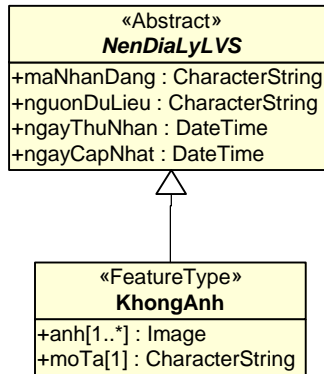 «Abstract»
NenDiaLyLVS
+maNhanDang : CharacterString
+nguonDuLieu : CharacterString
+ngayThuNhan : DateTime
+ngayCapNhat : DateTime
«FeatureType»
KhongAnh
+anh[1..*] : Image
+moTa[1] : CharacterString